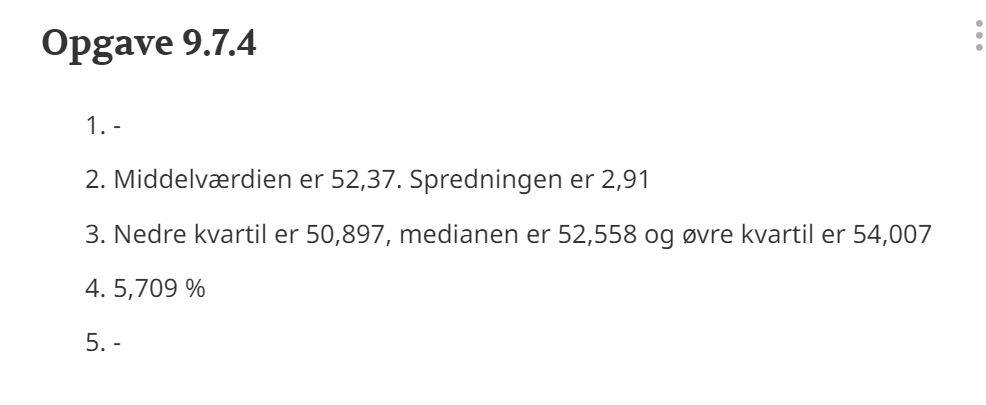 Opgave 9.7.4
1. -
2. Middelværdien er 52,37. Spredningen er 2,91
3. Nedre kvartil er 50,897, medianen er 52,558 og øvre kvartil er 54,007
4. 5,709 %
5. -